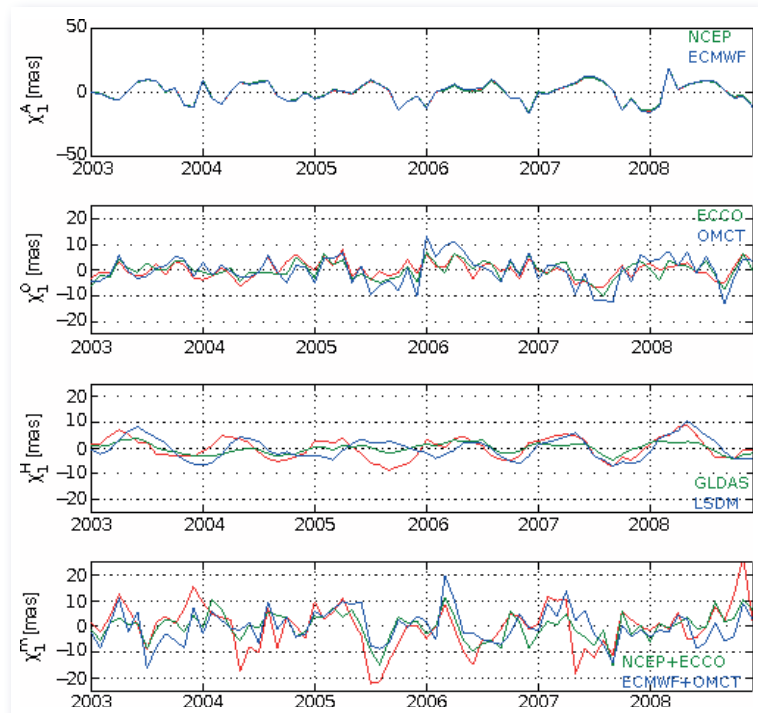 50
NCEP
ECMWF
χ₁ᴬ [mas]
0
−50
2003 2004 2005 2006 2007 2008
20
ECCO
OMCT
10
χ₁ᴼ [mas]
0
−10
−20
2003 2004 2005 2006 2007 2008
20
10
χ₁ᴴ [mas]
0
−10
GLDAS
LSDM
−20
2003 2004 2005 2006 2007 2008
20
10
χ₁ᵐ [mas]
0
−10
NCEP+ECCO
−20
ECMWF+OMCT
2003 2004 2005 2006 2007 2008